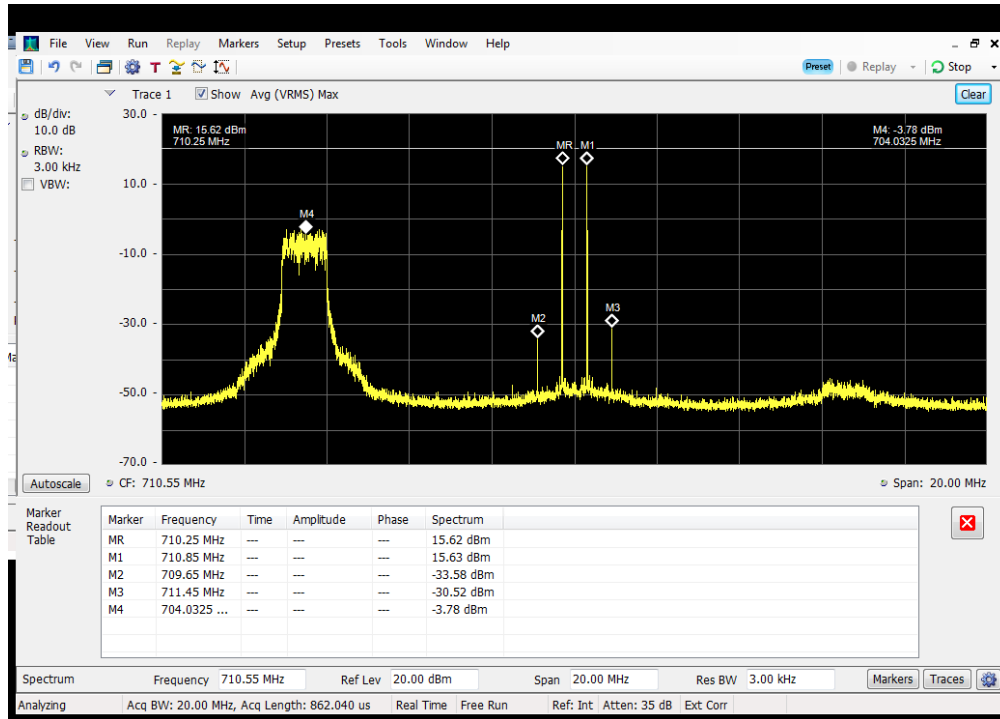 File View Run Replay Markers Setup Presets Tools Window Help
Preset Replay Stop
Trace 1 Show Avg (VRMS) Max Clear
dB/div:
10.0 dB
RBW:
3.00 kHz
VBW:
30.0
10.0
-10.0
-30.0
-50.0
-70.0
MR: 15.62 dBm
710.25 MHz
M4: -3.78 dBm
704.0325 MHz
MR M1
M4
M2
M3
Autoscale CF: 710.55 MHz Span: 20.00 MHz
Marker
Readout
Table
Marker Frequency Time Amplitude Phase Spectrum
MR 710.25 MHz --- --- --- 15.62 dBm
M1 710.85 MHz --- --- --- 15.63 dBm
M2 709.65 MHz --- --- --- -33.58 dBm
M3 711.45 MHz --- --- --- -30.52 dBm
M4 704.0325 ... --- --- --- -3.78 dBm
Spectrum Frequency 710.55 MHz Ref Lev 20.00 dBm Span 20.00 MHz Res BW 3.00 kHz Markers Traces
Analyzing Acq BW: 20.00 MHz, Acq Length: 862.040 us Real Time Free Run Ref: Int Atten: 35 dB Ext Corr